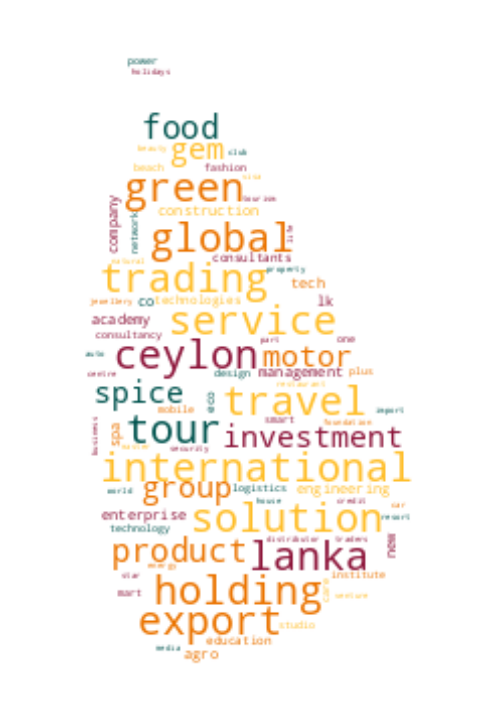 power
holidays
food
beauty gem club
beach fashion
green
tourism
company network construction
global life
consultants
natural property
trading tech
jewellery co technologies lk
academy service
consultancy part one
auto ceylon motor
centre design management plus
restaurant
spice eco travel
mobile import
business spa tour smart foundation
investment
security
international
world group logistics engineering
house credit car
enterprise solution resort
technology
distributor traders
product lanka
energy
star institute
mart holding care venture
export studio
education
media agro